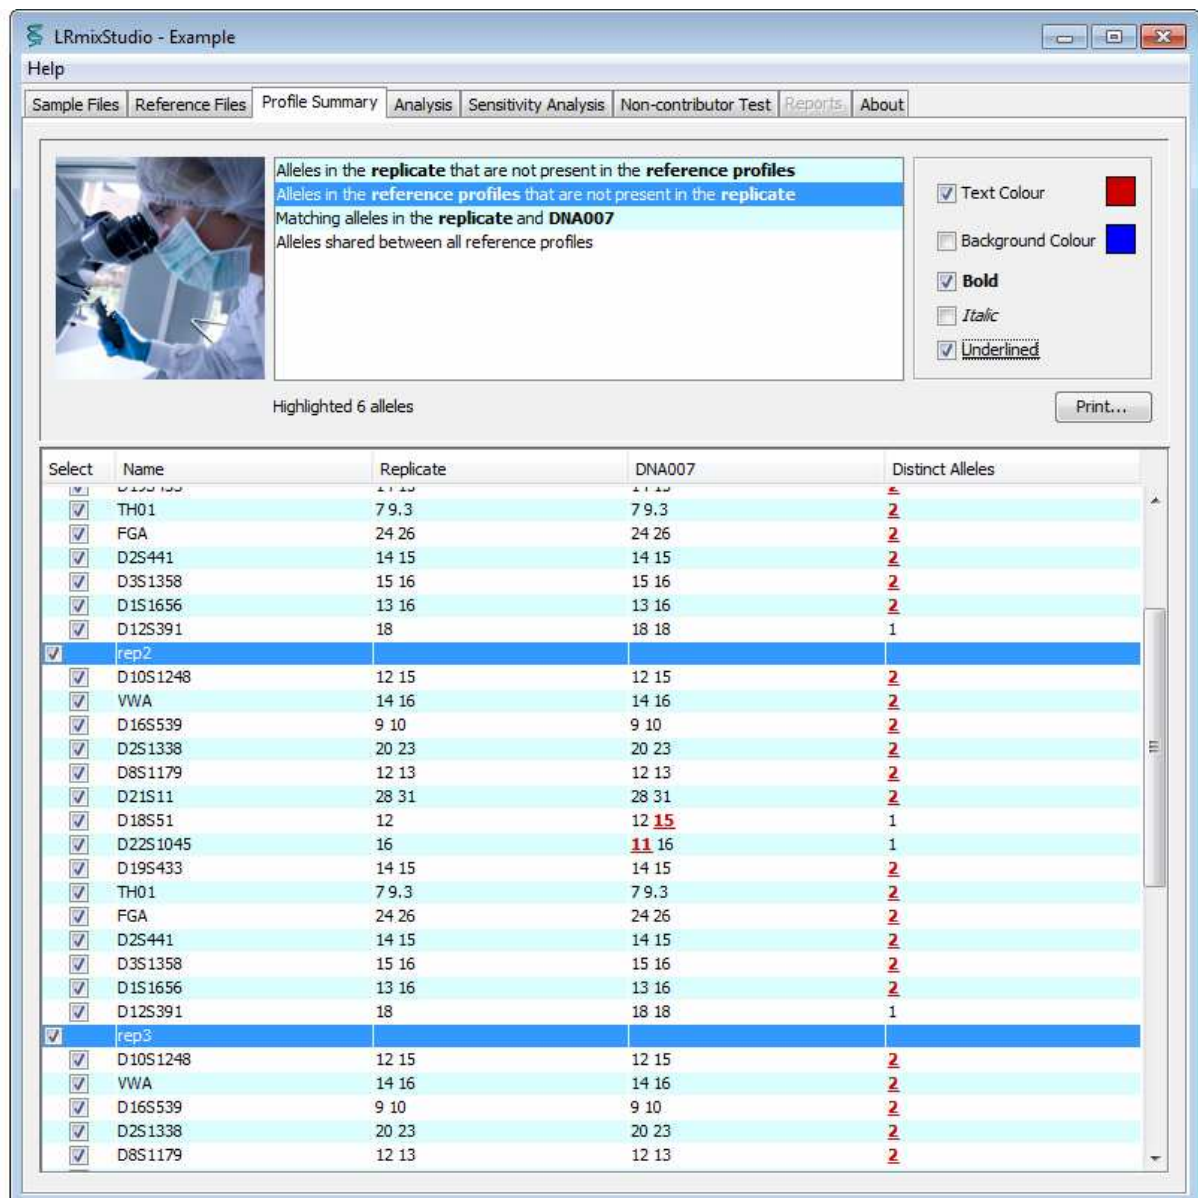 LRmixStudio - Example
Help
Sample Files Reference Files Profile Summary Analysis Sensitivity Analysis Non-contributor Test Reports About
Alleles in the replicate that are not present in the reference profiles
Alleles in the reference profiles that are not present in the replicate
Matching alleles in the replicate and DNA007
Alleles shared between all reference profiles
Text Colour
Background Colour
Bold
Italic
Underlined
Highlighted 6 alleles
Print...
Select Name Replicate DNA007 Distinct Alleles
TH01 7 9.3 7 9.3 2
FGA 24 26 24 26 2
D2S441 14 15 14 15 2
D3S1358 15 16 15 16 2
D1S1656 13 16 13 16 2
D12S391 18 18 18 1
rep2
D10S1248 12 15 12 15 2
VWA 14 16 14 16 2
D16S539 9 10 9 10 2
D2S1338 20 23 20 23 2
D8S1179 12 13 12 13 2
D21S11 28 31 28 31 2
D18S51 12 12 15 1
D22S1045 16 11 16 1
D19S433 14 15 14 15 2
TH01 7 9.3 7 9.3 2
FGA 24 26 24 26 2
D2S441 14 15 14 15 2
D3S1358 15 16 15 16 2
D1S1656 13 16 13 16 2
D12S391 18 18 18 1
rep3
D10S1248 12 15 12 15 2
VWA 14 16 14 16 2
D16S539 9 10 9 10 2
D2S1338 20 23 20 23 2
D8S1179 12 13 12 13 2